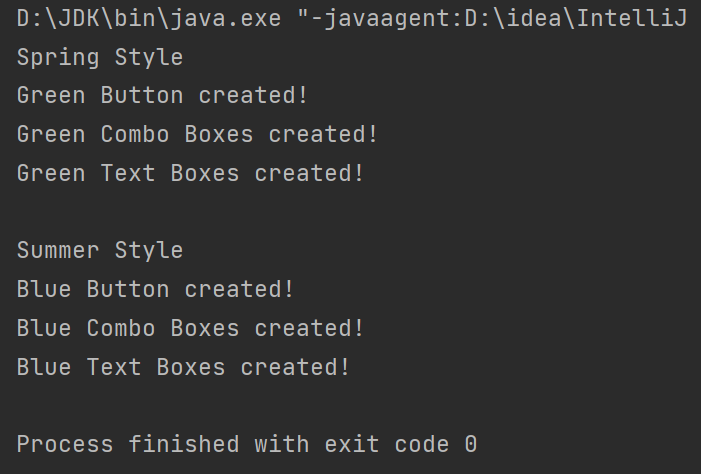 D:\JDK\bin\java.exe "-javaagent:D:\idea\IntelliJ
Spring Style
Green Button created!
Green Combo Boxes created!
Green Text Boxes created!
Summer Style
Blue Button created!
Blue Combo Boxes created!
Blue Text Boxes created!
Process finished with exit code 0